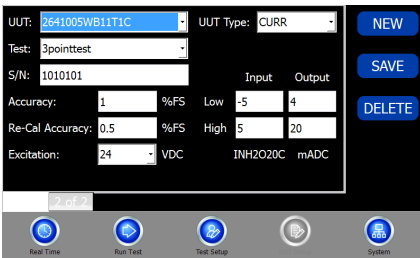 UUT: 2641005WB11T1C UUT Type: CURR NEW
Test: 3pointtest
S/N: 1010101 SAVE
Input Output
Accuracy: 1 %FS Low -5 4 DELETE
Re-Cal Accuracy: 0.5 %FS High 5 20
Excitation: 24 VDC INH2O20C mADC
2 of 2
Real Time Run Test Test Setup System